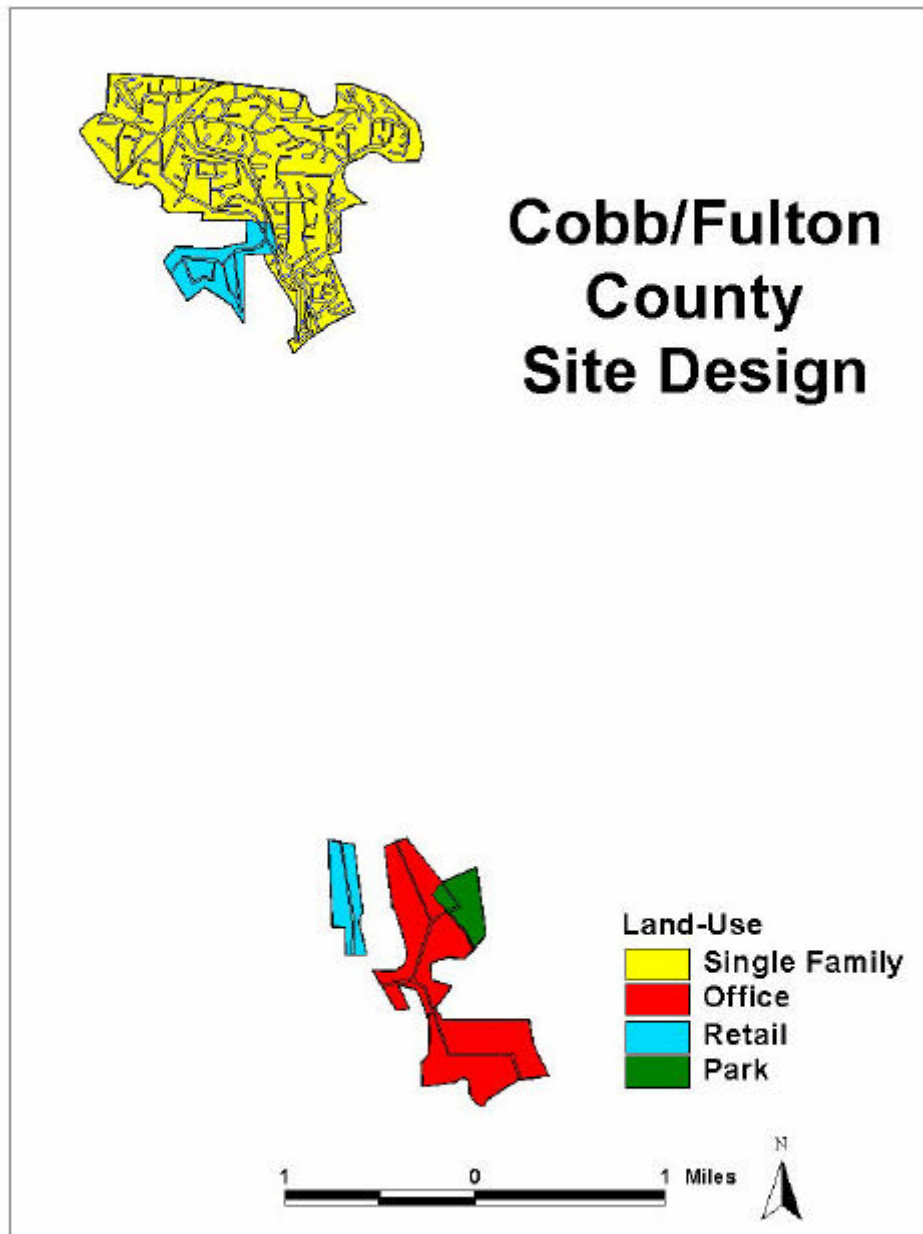 Cobb/Fulton
County
Site Design
Land-Use
Single Family
Office
Retail
Park
N
1 0 1 Miles